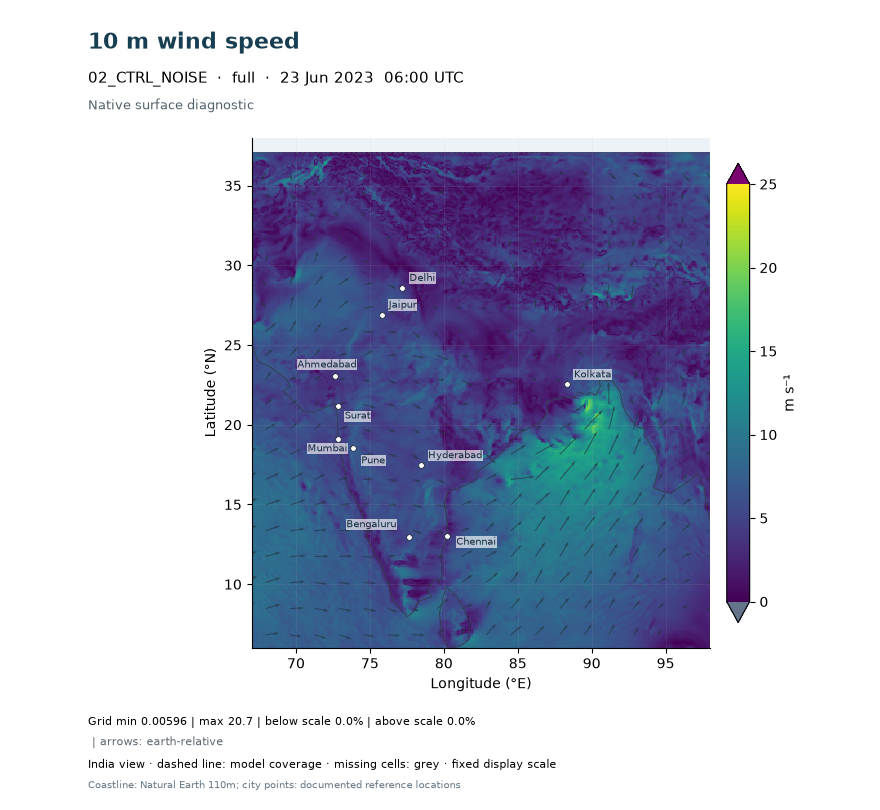 10 m wind speed
02_CTRL_NOISE · full · 23 Jun 2023 06:00 UTC
Native surface diagnostic
35
30
25
20
15
10
Latitude (°N)
Delhi
Jaipur
Ahmedabad
Kolkata
Surat
Mumbai
Pune
Hyderabad
Bengaluru
Chennai
25
20
15
10
5
0
m s⁻¹
70
75
80
85
90
95
Longitude (°E)
Grid min 0.00596 | max 20.7 | below scale 0.0% | above scale 0.0%
| arrows: earth-relative
India view · dashed line: model coverage · missing cells: grey · fixed display scale
Coastline: Natural Earth 110m; city points: documented reference locations